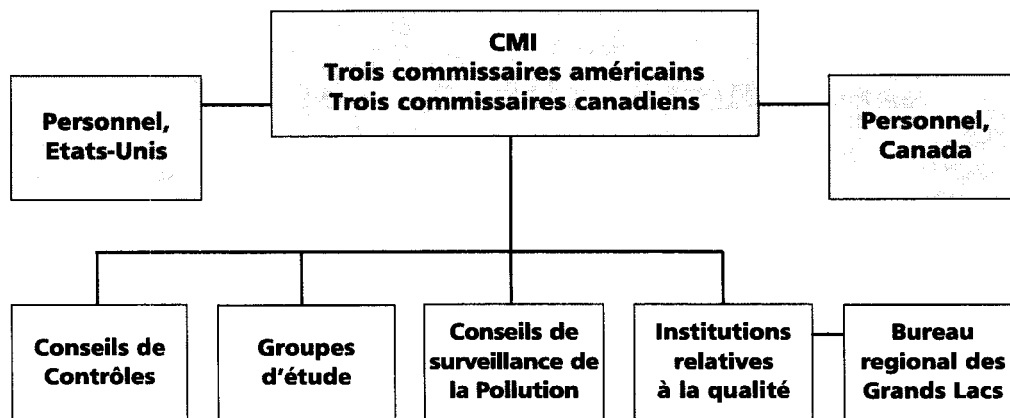 CMI
Trois commissaires américains
Trois commissaires canadiens
Personnel,
Etats-Unis
Personnel,
Canada
Conseils de
Contrôles
Groupes
d'étude
Conseils de
surveillance de
la Pollution
Institutions
relatives
à la qualité
Bureau
regional des
Grands Lacs